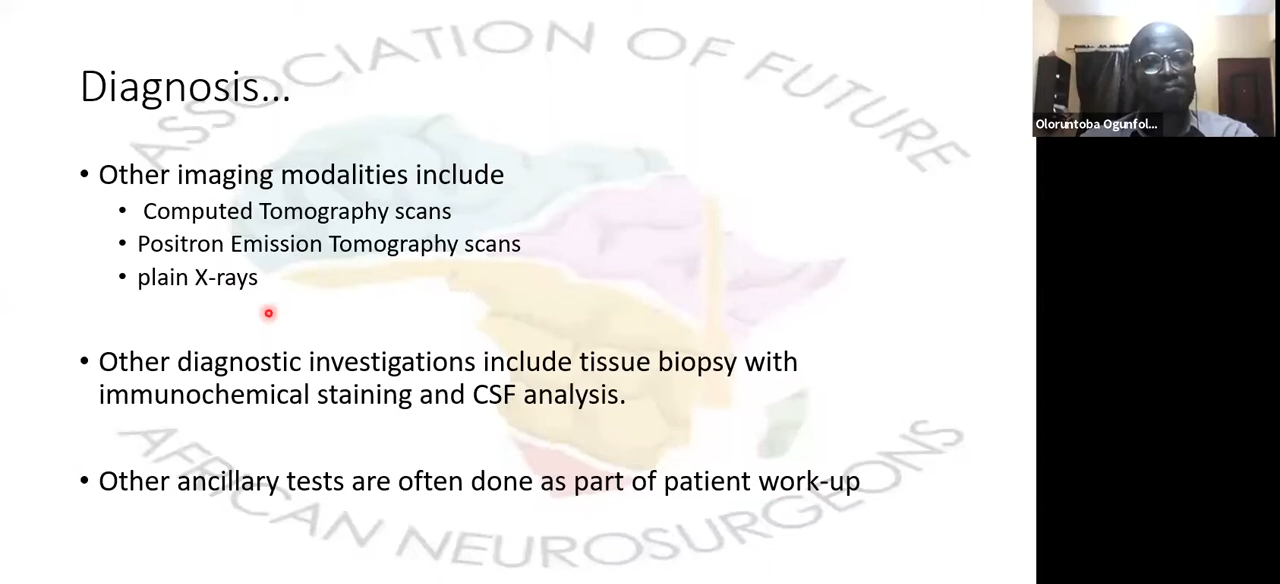 ASSOCIATION OF FUTURE
Diagnosis...
• Other imaging modalities include
• Computed Tomography scans
• Positron Emission Tomography scans
• plain X-rays
• Other diagnostic investigations include tissue biopsy with
immunochemical staining and CSF analysis.
• Other ancillary tests are often done as part of patient work-up
AFRICAN NEUROSURGEONS
Oloruntoba Ogunfol...